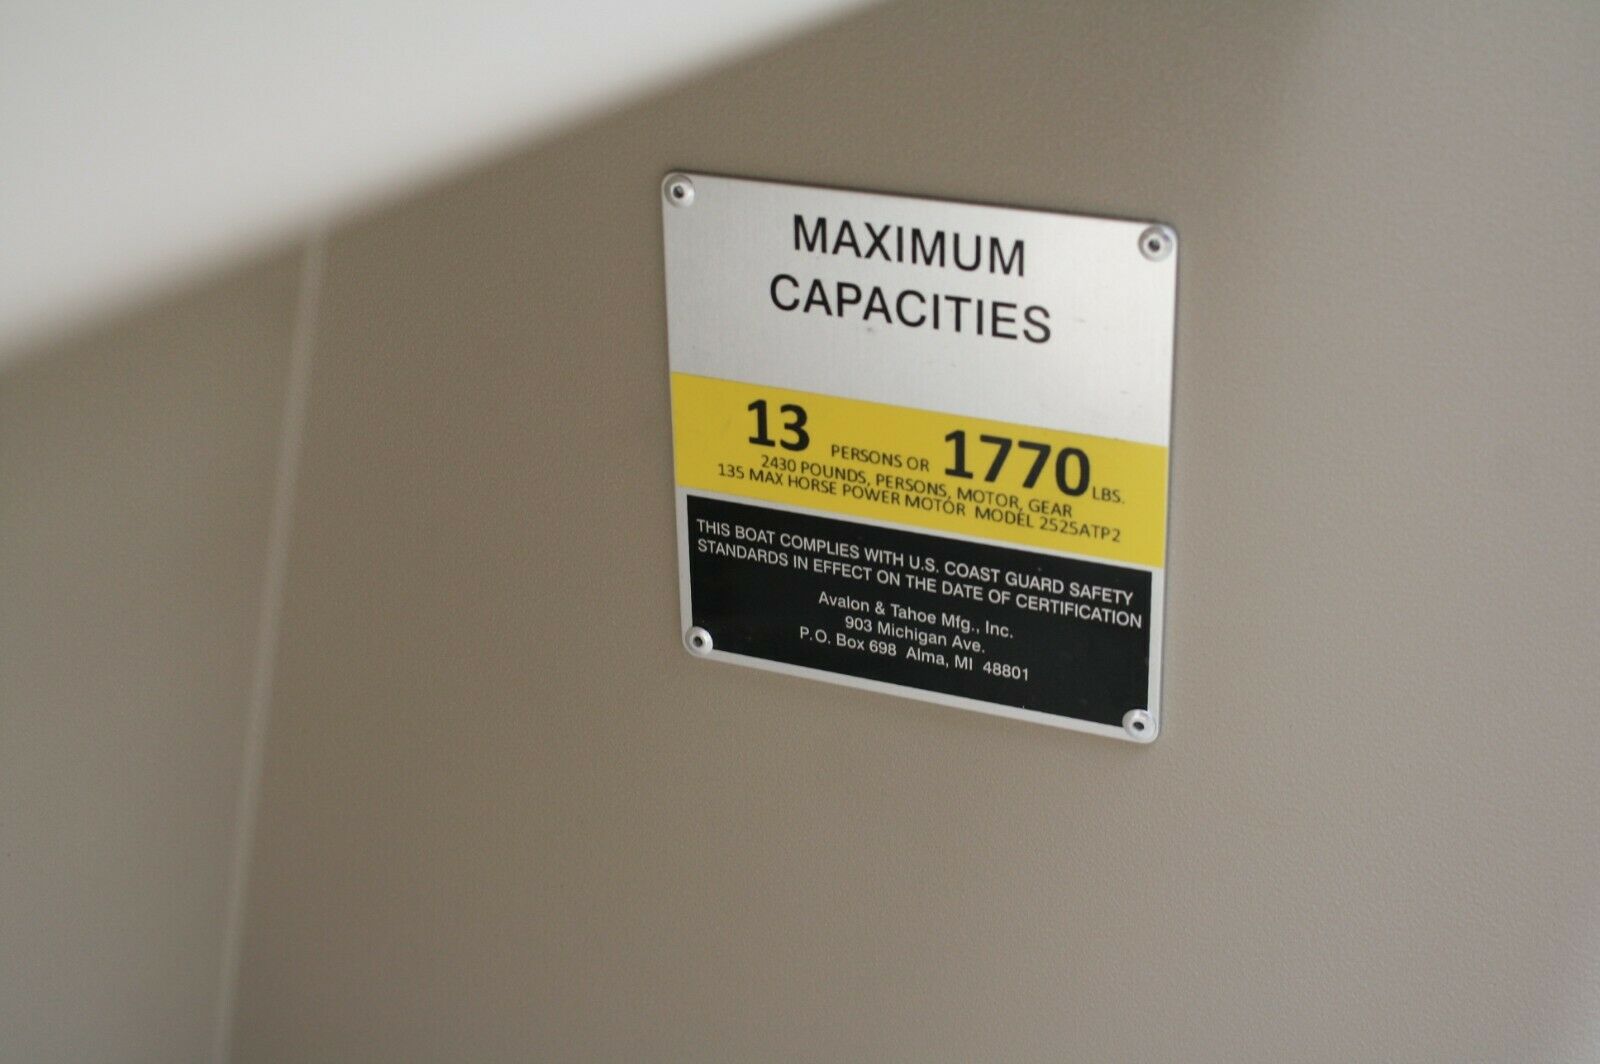 MAXIMUM
CAPACITIES
13 PERSONS OR 1770 LBS.
2430 POUNDS, PERSONS, MOTOR, GEAR
135 MAX HORSE POWER MOTOR MODEL 2525ATP2
THIS BOAT COMPLIES WITH U.S. COAST GUARD SAFETY
STANDARDS IN EFFECT ON THE DATE OF CERTIFICATION
Avalon & Tahoe Mfg., Inc.
903 Michigan Ave.
P.O. Box 698 Alma, MI 48801